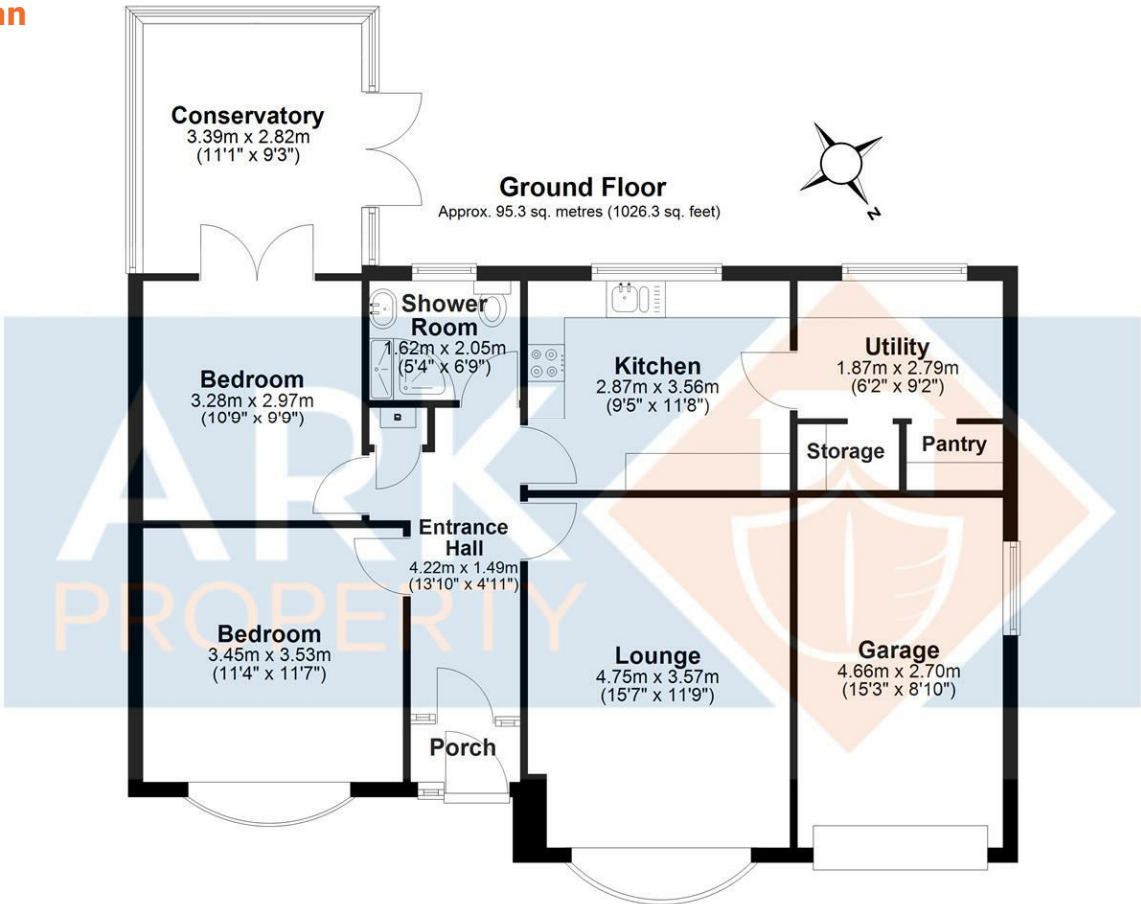 nn
Conservatory
3.39m x 2.82m
(11'1" x 9'3")
Ground Floor
Approx. 95.3 sq. metres (1026.3 sq. feet)
N
Shower
Room
1.62m x 2.05m
(5'4" x 6'9")
Kitchen
2.87m x 3.56m
(9'5" x 11'8")
Utility
1.87m x 2.79m
(6'2" x 9'2")
Bedroom
3.28m x 2.97m
(10'9" x 9'9")
Storage
Pantry
Entrance
Hall
4.22m x 1.49m
(13'10" x 4'11")
Bedroom
3.45m x 3.53m
(11'4" x 11'7")
Lounge
4.75m x 3.57m
(15'7" x 11'9")
Garage
4.66m x 2.70m
(15'3" x 8'10")
Porch
ARK
PROPERTY